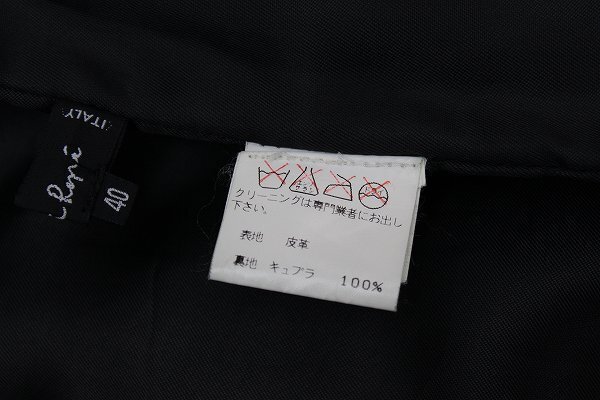 ITALY
40
クリーニングは専門業者にお出し
下さい。
表地 皮革
裏地 キュプラ 100%